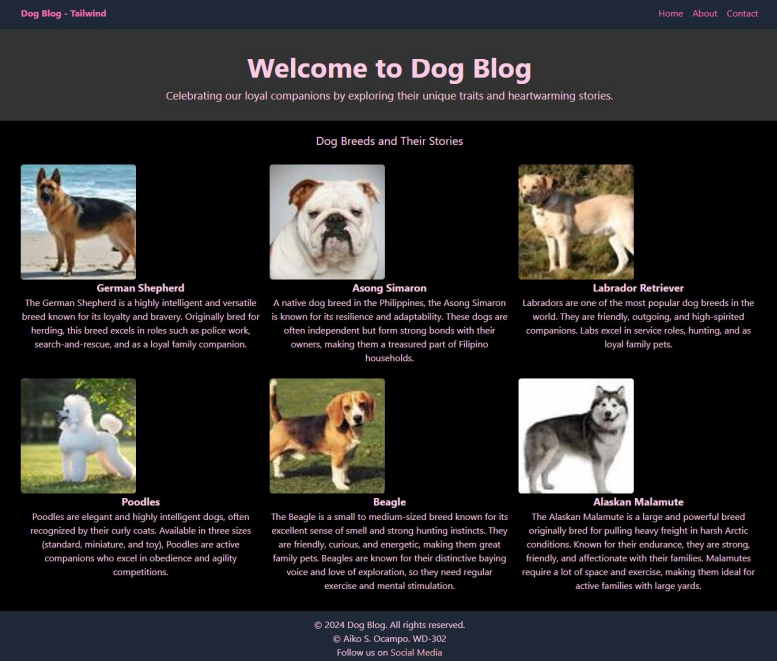 Dog Blog - Tailwind
Home About Contact
Welcome to Dog Blog
Celebrating our loyal companions by exploring their unique traits and heartwarming stories.
Dog Breeds and Their Stories
German Shepherd
The German Shepherd is a highly intelligent and versatile
breed known for its loyalty and bravery. Originally bred for
herding, this breed excels in roles such as police work,
search-and-rescue, and as a loyal family companion.
Asong Simaron
A native dog breed in the Philippines, the Asong Simaron
is known for its resilience and adaptability. These dogs are
often independent but form strong bonds with their
owners, making them a treasured part of Filipino
households.
Labrador Retriever
Labradors are one of the most popular dog breeds in the
world. They are friendly, outgoing, and high-spirited
companions. Labs excel in service roles, hunting, and as
loyal family pets.
Poodles
Poodles are elegant and highly intelligent dogs, often
recognized by their curly coats. Available in three sizes
(standard, miniature, and toy), Poodles are active
companions who excel in obedience and agility
competitions.
Beagle
The Beagle is a small to medium-sized breed known for its
excellent sense of smell and strong hunting instincts. They
are friendly, curious, and energetic, making them great
family pets. Beagles are known for their distinctive baying
voice and love of exploration, so they need regular
exercise and mental stimulation.
Alaskan Malamute
The Alaskan Malamute is a large and powerful breed
originally bred for pulling heavy freight in harsh Arctic
conditions. Known for their endurance, they are strong,
friendly, and affectionate with their families. Malamutes
require a lot of space and exercise, making them ideal for
active families with large yards.
© 2024 Dog Blog. All rights reserved.
© Aiko S. Ocampo. WD-302
Follow us on Social Media